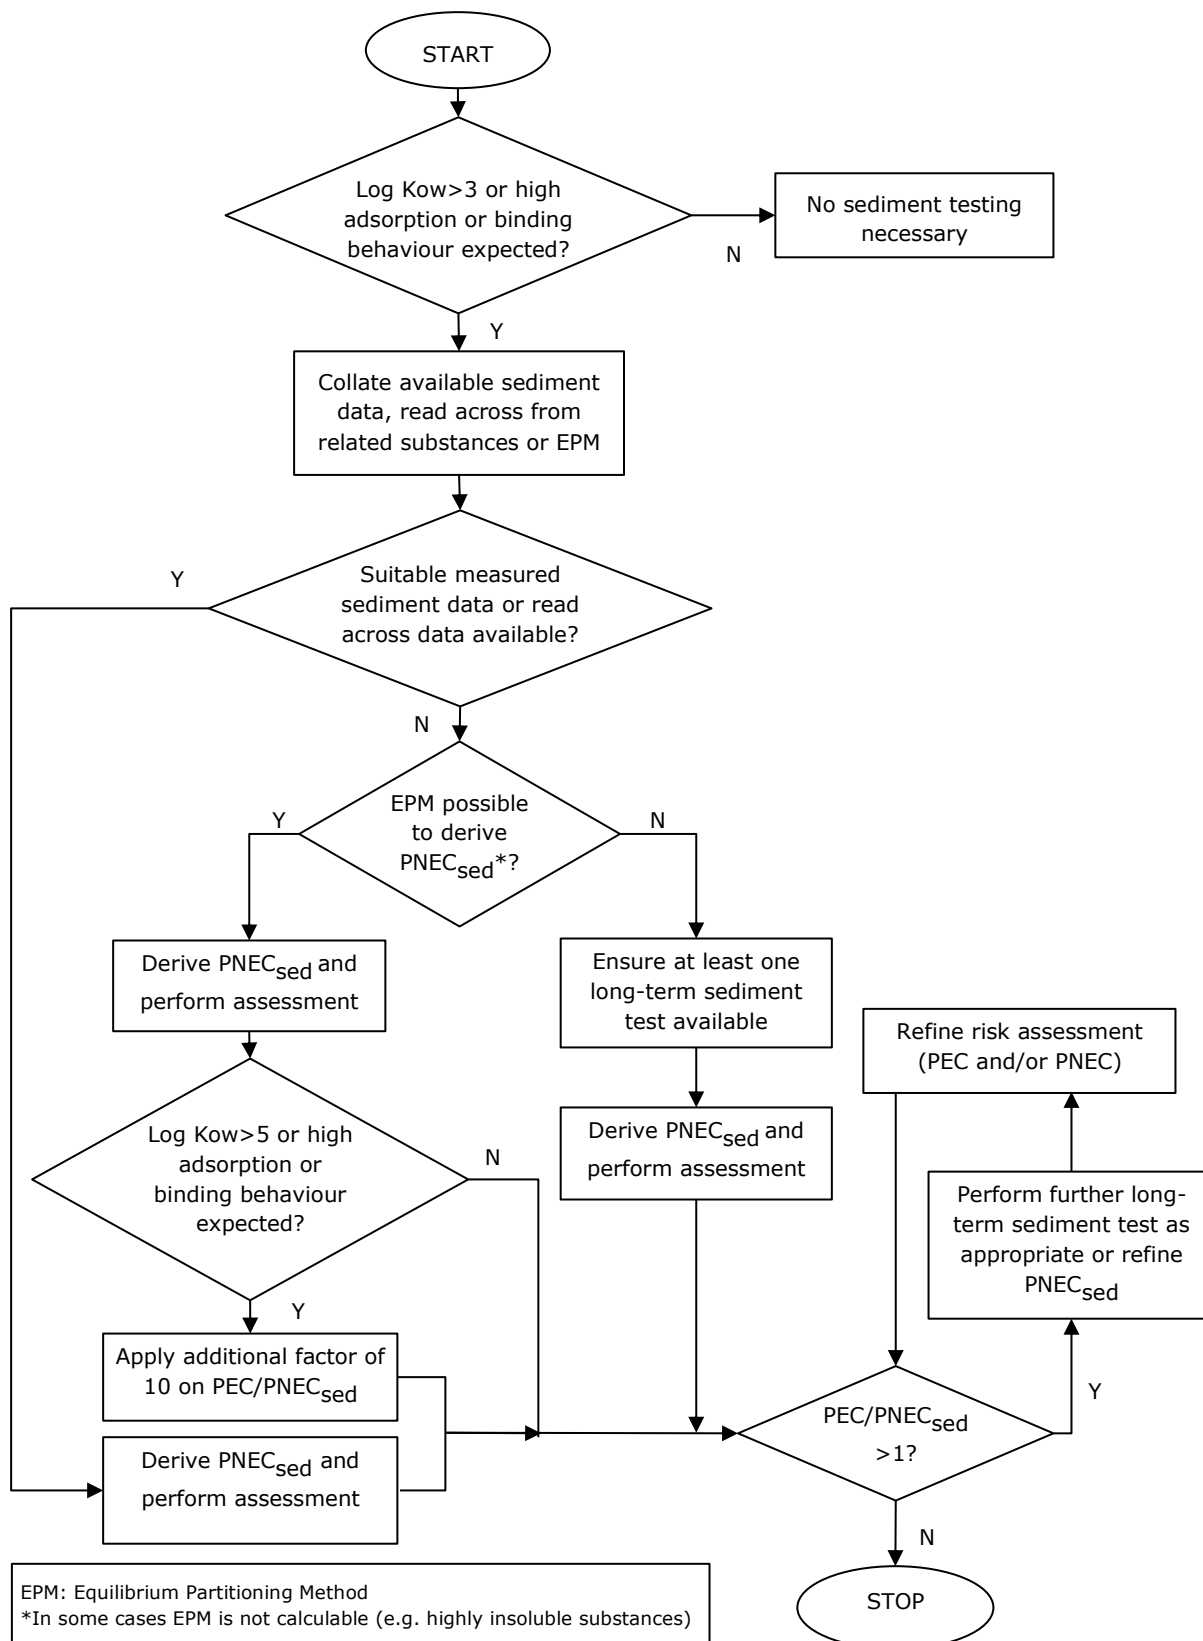 START
Log Kow>3 or high
adsorption or binding
behaviour expected?
N
No sediment testing
necessary
Y
Collate available sediment
data, read across from
related substances or EPM
Y
Suitable measured
sediment data or read
across data available?
N
Y
EPM possible
to derive
PNECsed*?
N
Derive PNECsed and
perform assessment
Ensure at least one
long-term sediment
test available
Refine risk assessment
(PEC and/or PNEC)
Log Kow>5 or high
adsorption or
binding behaviour
expected?
N
Derive PNECsed and
perform assessment
Perform further long-
term sediment test as
appropriate or refine
PNECsed
Y
Apply additional factor of
10 on PEC/PNECsed
PEC/PNECsed
>1?
Y
Derive PNECsed and
perform assessment
N
STOP
EPM: Equilibrium Partitioning Method
*In some cases EPM is not calculable (e.g. highly insoluble substances)